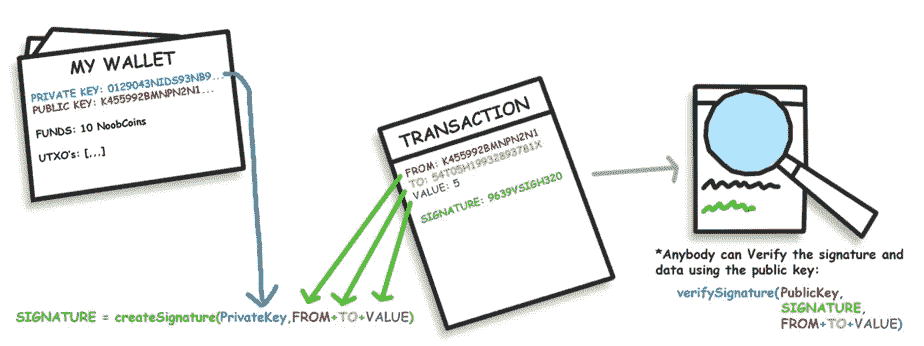 MY WALLET
PRIVATE KEY: 0129043NIDS93NB9...
PUBLIC KEY: K455992BMNPN2N1...
FUNDS: 10 NoobCoins
UTXO's: [...]
TRANSACTION
FROM: K455992BMNPN2N1
TO: 54T05H19932893781X
VALUE: 5
SIGNATURE: 9639VSIGH320
SIGNATURE = createSignature(PrivateKey,FROM+TO+VALUE)
*Anybody can Verify the signature and
data using the public key:
verifySignature(PublicKey,
SIGNATURE,
FROM+TO+VALUE)